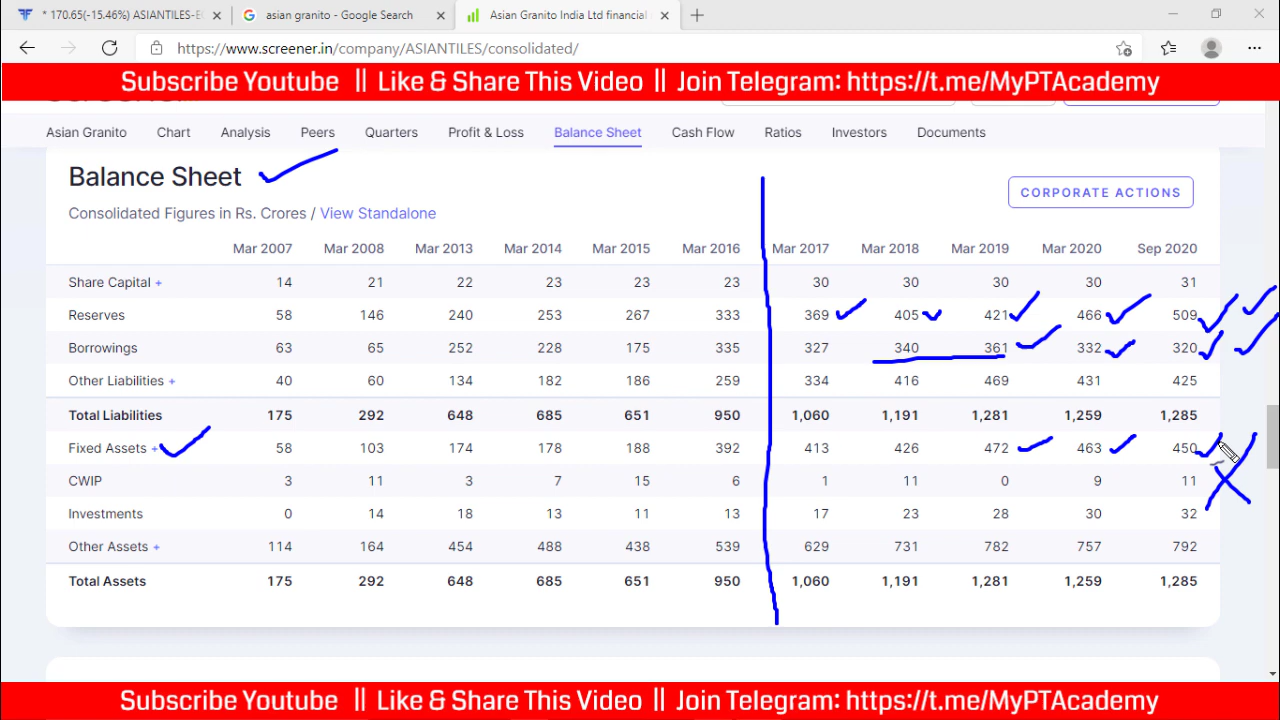 * 170.65(-15.46%) ASIANTILES-EQ
asian granito - Google Search
Asian Granito India Ltd financial
https://www.screener.in/company/ASIANTILES/consolidated/
Subscribe Youtube || Like & Share This Video || Join Telegram: https://t.me/MyPTAcademy
Asian Granito Chart Analysis Peers Quarters Profit & Loss Balance Sheet Cash Flow Ratios Investors Documents
Balance Sheet
CORPORATE ACTIONS
Consolidated Figures in Rs. Crores / View Standalone
Mar 2007 Mar 2008 Mar 2013 Mar 2014 Mar 2015 Mar 2016 Mar 2017 Mar 2018 Mar 2019 Mar 2020 Sep 2020
Share Capital + 14 21 22 23 23 23 30 30 30 30 31
Reserves 58 146 240 253 267 333 369 405 421 466 509
Borrowings 63 65 252 228 175 335 327 340 361 332 320
Other Liabilities + 40 60 134 182 186 259 334 416 469 431 425
Total Liabilities 175 292 648 685 651 950 1,060 1,191 1,281 1,259 1,285
Fixed Assets + 58 103 174 178 188 392 413 426 472 463 450
CWIP 3 11 3 7 15 6 1 11 0 9 11
Investments 0 14 18 13 11 13 17 23 28 30 32
Other Assets + 114 164 454 488 438 539 629 731 782 757 792
Total Assets 175 292 648 685 651 950 1,060 1,191 1,281 1,259 1,285
Subscribe Youtube || Like & Share This Video || Join Telegram: https://t.me/MyPTAcademy